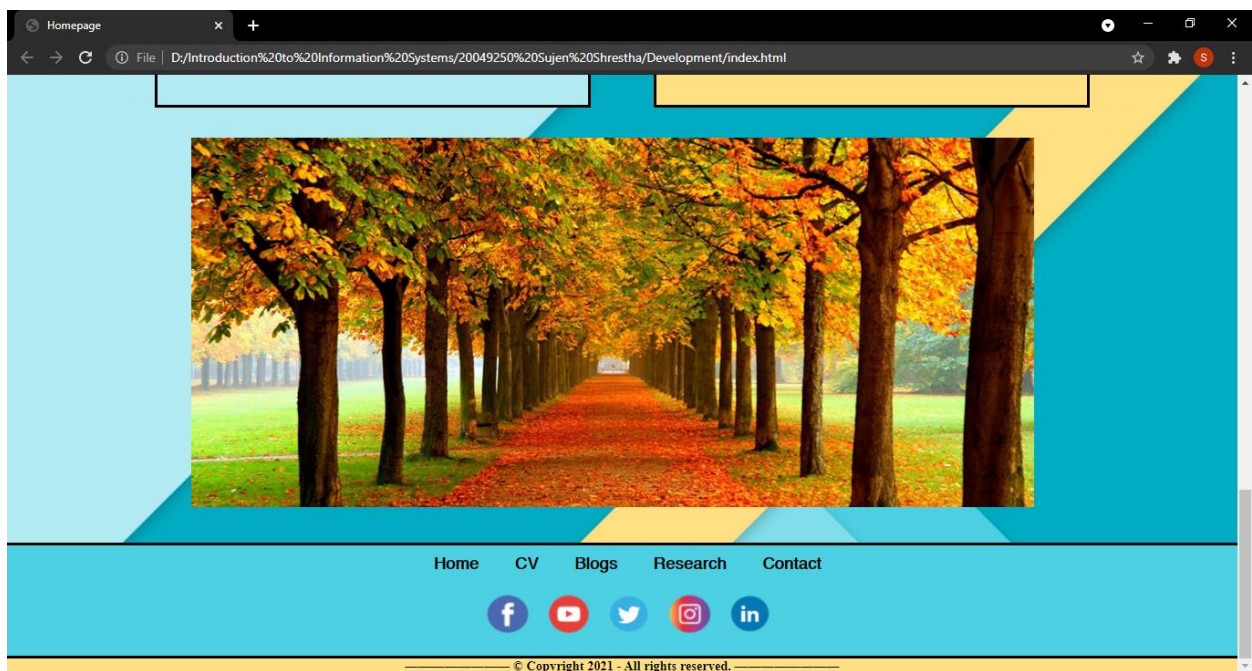 Homepage
File D:/Introduction%20to%20Information%20Systems/20049250%20Sujen%20Shrestha/Development/index.html
S
Home CV Blogs Research Contact
f in
© Copyright 2021 - All rights reserved.